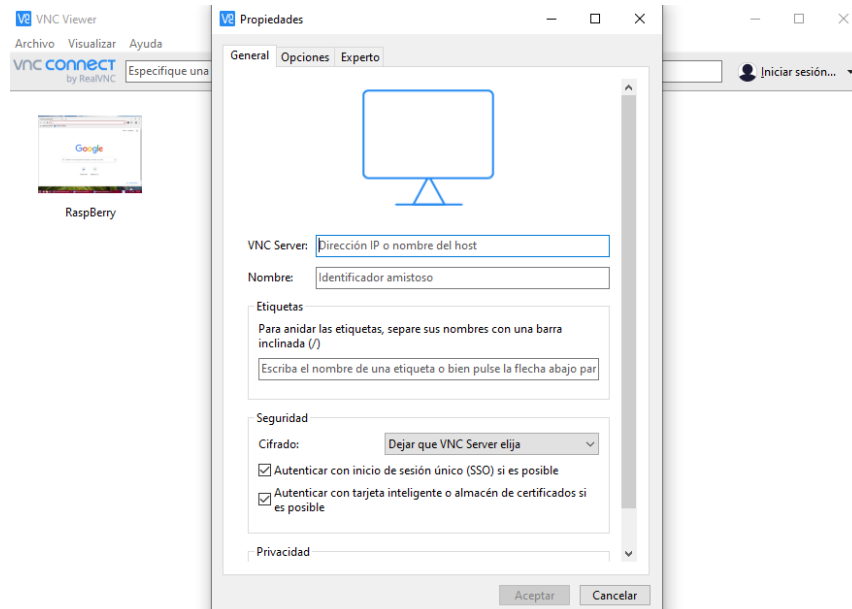 VNC Viewer
Archivo Visualizar Ayuda
vnc connect
by RealVNC
Especifique una
Iniciar sesión...
Google
RaspBerry
Propiedades
General Opciones Experto
VNC Server: Dirección IP o nombre del host
Nombre: Identificador amistoso
Etiquetas
Para anidar las etiquetas, separe sus nombres con una barra
inclinada (/)
Escriba el nombre de una etiqueta o bien pulse la flecha abajo par
Seguridad
Cifrado: Dejar que VNC Server elija
Autenticar con inicio de sesión único (SSO) si es posible
Autenticar con tarjeta inteligente o almacén de certificados si
es posible
Privacidad
Aceptar Cancelar